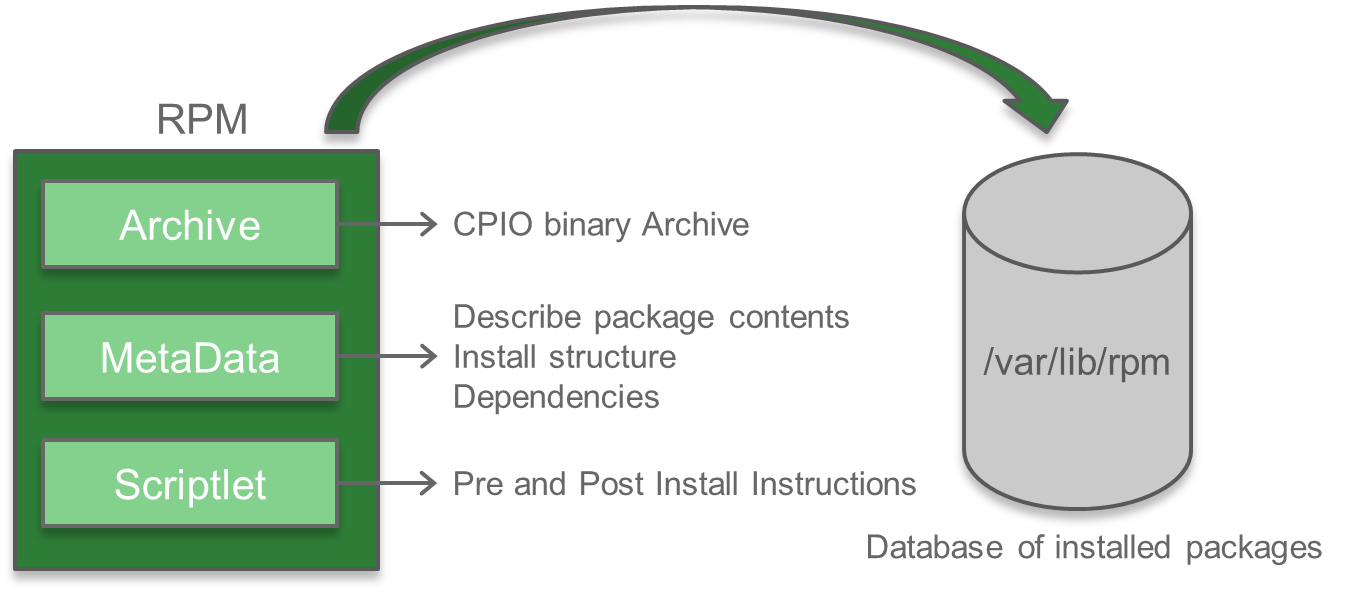 RPM
Archive
CPIO binary Archive
MetaData
Describe package contents
Install structure
Dependencies
Scriptlet
Pre and Post Install Instructions
/var/lib/rpm
Database of installed packages